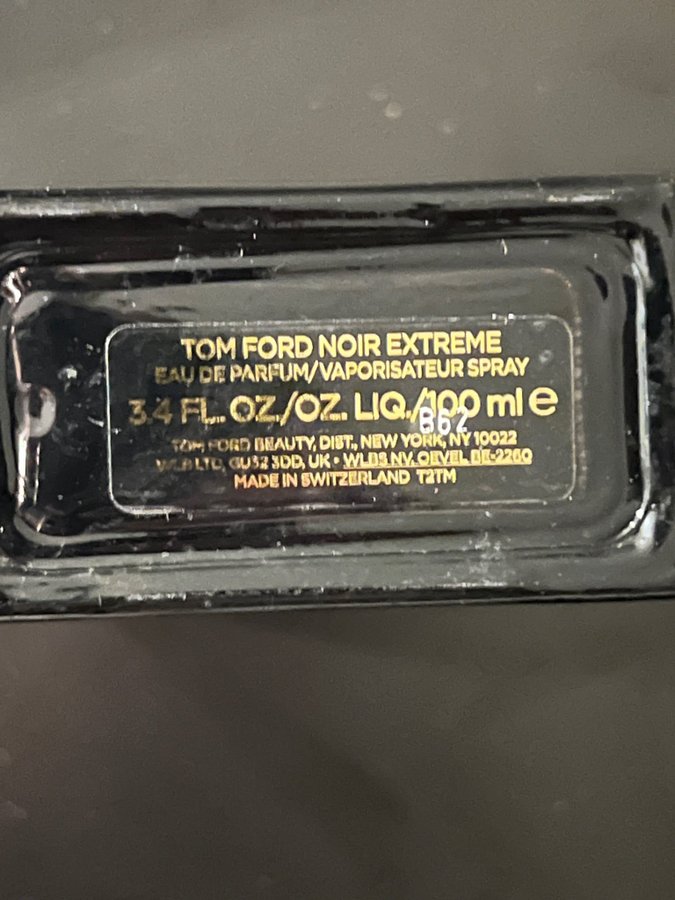 TOM FORD NOIR EXTREME
EAU DE PARFUM/VAPORISATEUR SPRAY
3.4 FL. OZ./OZ. LIQ./100 ml e
B62
TOM FORD BEAUTY, DIST., NEW YORK, NY 10022
WLB LTD, GU32 3DD, UK • WLBS NV, OEVEL BE-2260
MADE IN SWITZERLAND T2TM